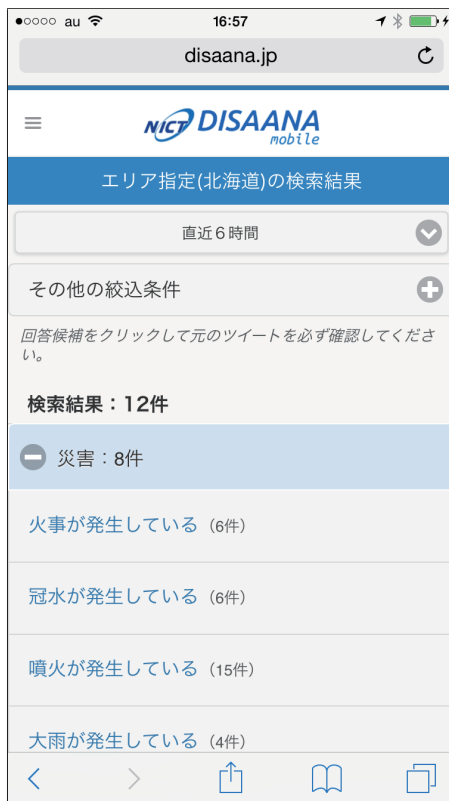 au 16:57
disaana.jp
NICT DISAANA
mobile
エリア指定(北海道)の検索結果
直近6時間
その他の絞込条件
回答候補をクリックして元のツイートを必ず確認してくださ
い。
検索結果：12件
災害：8件
火事が発生している（6件）
冠水が発生している（6件）
噴火が発生している（15件）
大雨が発生している（4件）